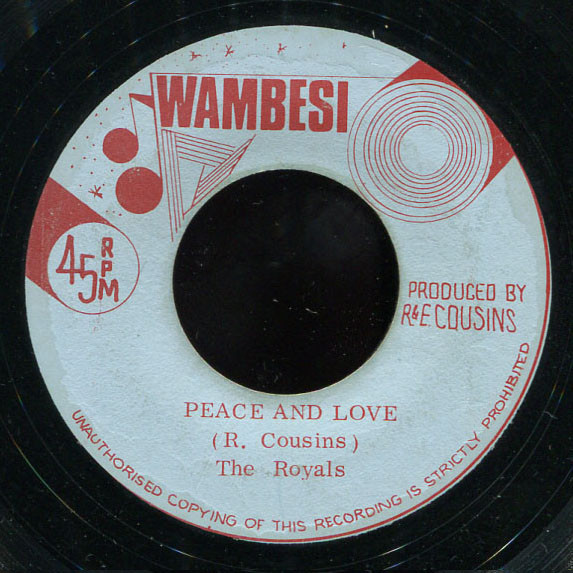 WAMBESI
45 RPM
PRODUCED BY
R&E. COUSINS
PEACE AND LOVE
(R. Cousins)
The Royals
UNAUTHORISED COPYING OF THIS RECORDING IS STRICTLY PROHIBITED